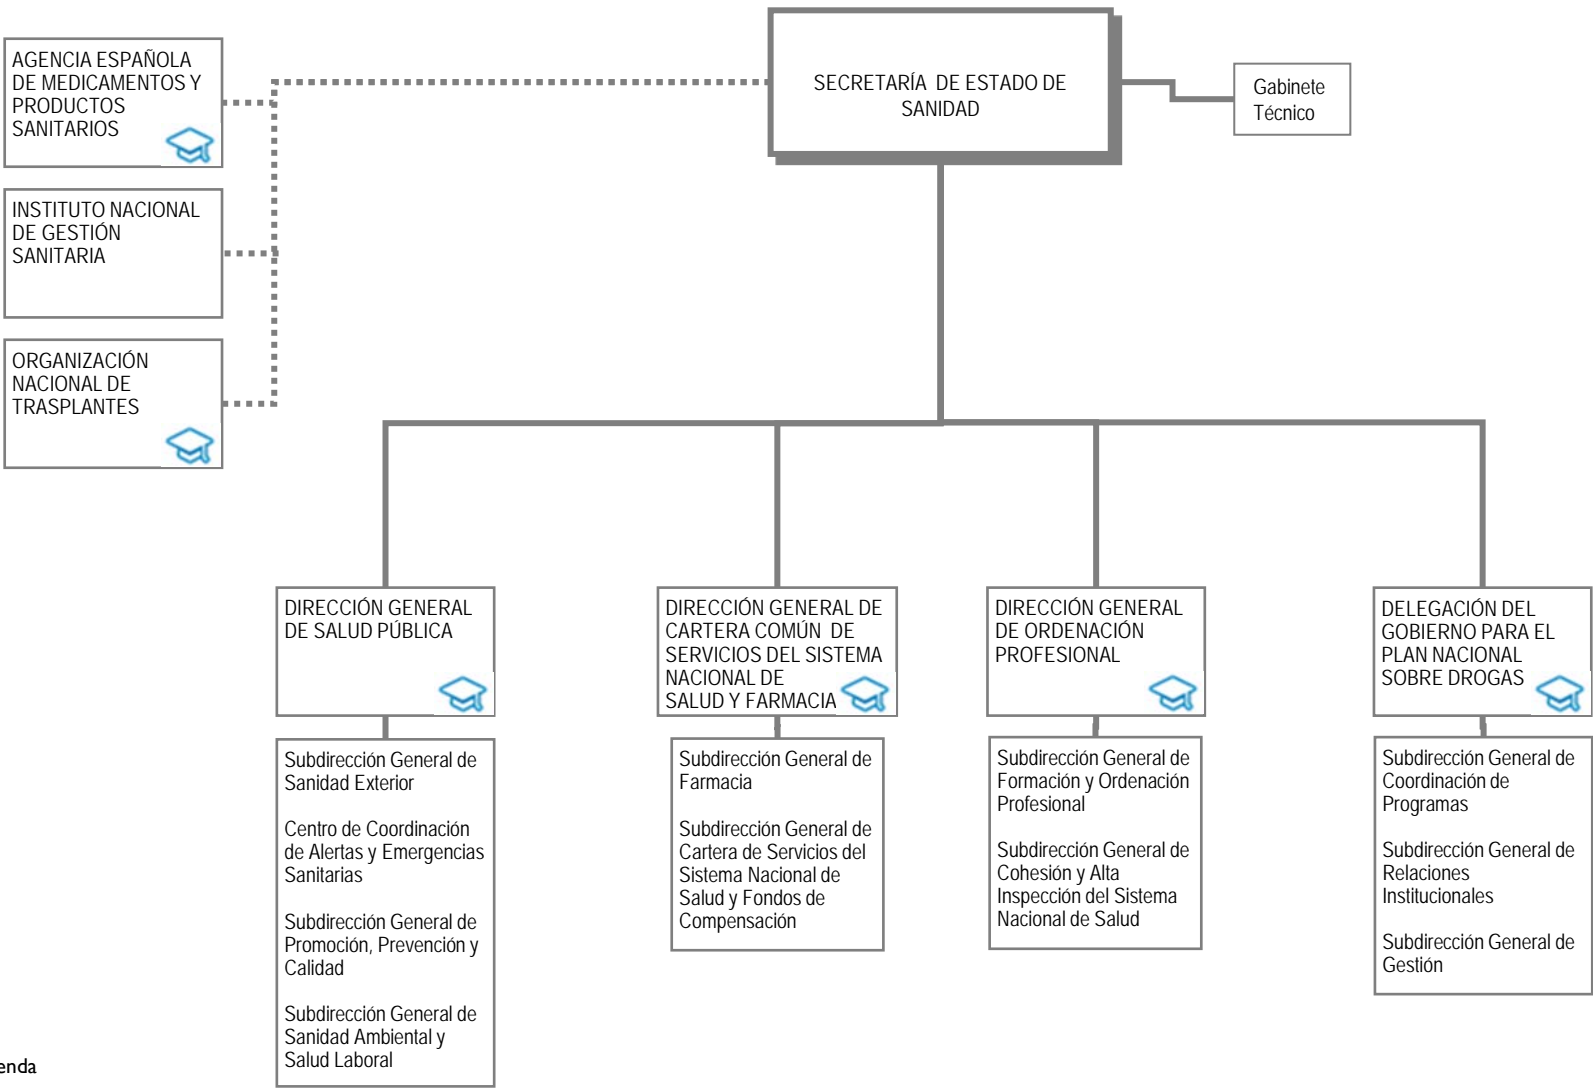 SECRETARÍA DE ESTADO DE
SANIDAD
Gabinete
Técnico
AGENCIA ESPAÑOLA
DE MEDICAMENTOS Y
PRODUCTOS
SANITARIOS
INSTITUTO NACIONAL
DE GESTIÓN
SANITARIA
ORGANIZACIÓN
NACIONAL DE
TRASPLANTES
DIRECCIÓN GENERAL
DE SALUD PÚBLICA
Subdirección General de
Sanidad Exterior
Centro de Coordinación
de Alertas y Emergencias
Sanitarias
Subdirección General de
Promoción, Prevención y
Calidad
Subdirección General de
Sanidad Ambiental y
Salud Laboral
DIRECCIÓN GENERAL DE
CARTERA COMÚN DE
SERVICIOS DEL SISTEMA
NACIONAL DE
SALUD Y FARMACIA
Subdirección General de
Farmacia
Subdirección General de
Cartera de Servicios del
Sistema Nacional de
Salud y Fondos de
Compensación
DIRECCIÓN GENERAL
DE ORDENACIÓN
PROFESIONAL
Subdirección General de
Formación y Ordenación
Profesional
Subdirección General de
Cohesión y Alta
Inspección del Sistema
Nacional de Salud
DELEGACIÓN DEL
GOBIERNO PARA EL
PLAN NACIONAL
SOBRE DROGAS
Subdirección General de
Coordinación de
Programas
Subdirección General de
Relaciones
Institucionales
Subdirección General de
Gestión
enda